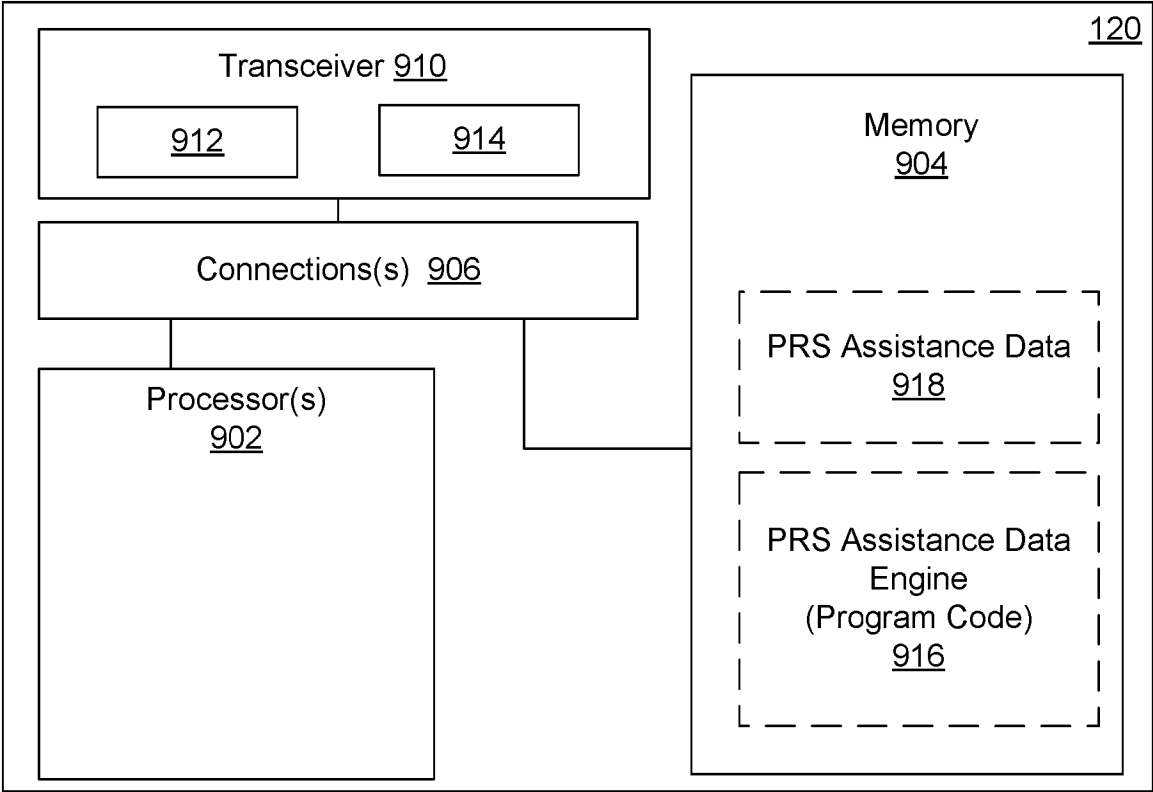 120
Transceiver 910
912
914
Connections(s) 906
Processor(s)
902
Memory
904
PRS Assistance Data
918
PRS Assistance Data
Engine
(Program Code)
916